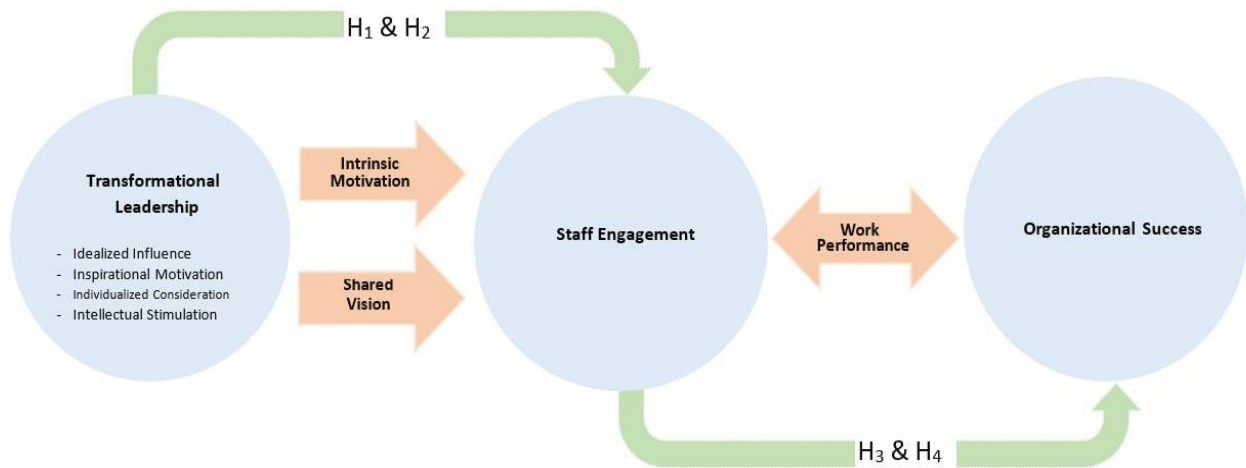 H₁ & H₂
Transformational
Leadership
- Idealized Influence
- Inspirational Motivation
- Individualized Consideration
- Intellectual Stimulation
Intrinsic
Motivation
Shared
Vision
Staff Engagement
Work
Performance
Organizational Success
H₃ & H₄